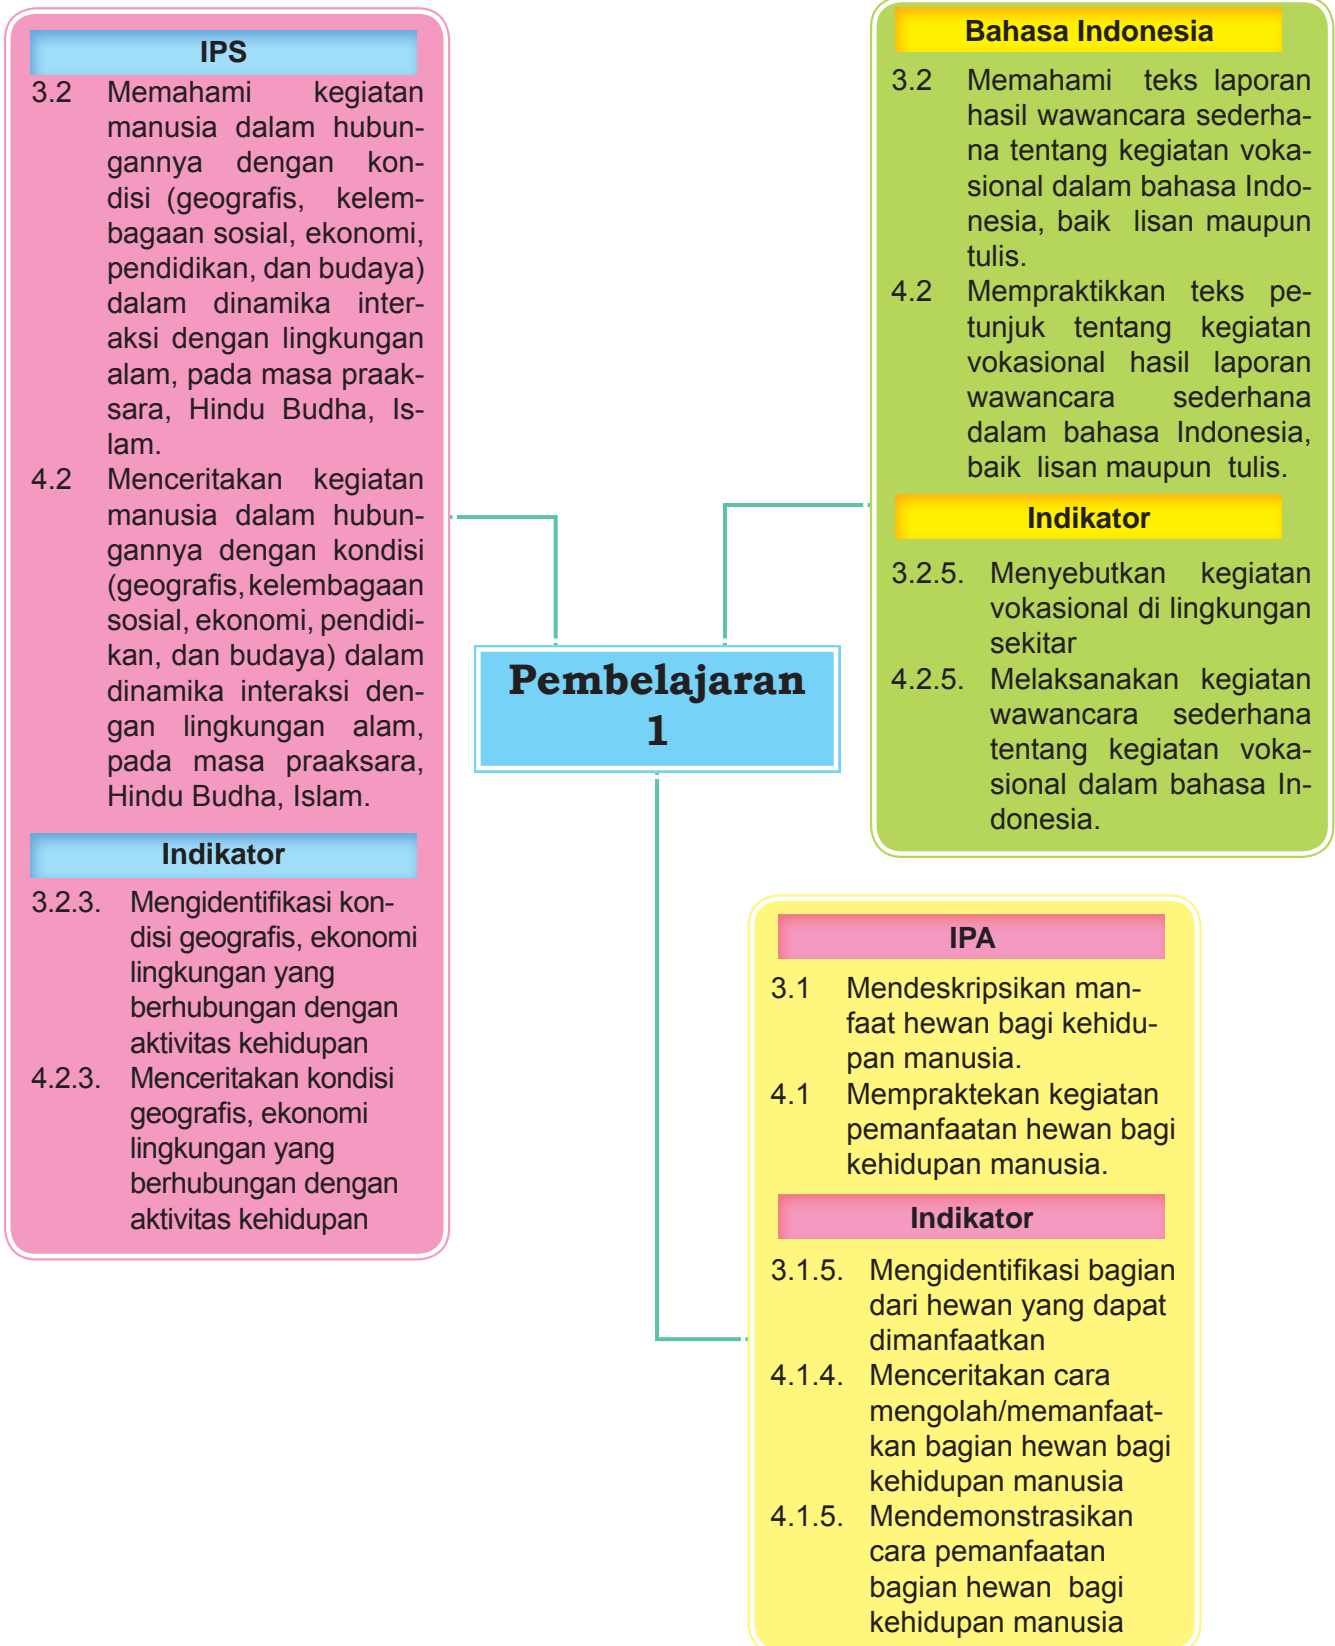 IPS
3.2 Memahami kegiatan
manusia dalam hubun-
gannya dengan kon-
disi (geografis, kelem-
bagaan sosial, ekonomi,
pendidikan, dan budaya)
dalam dinamika inter-
aksi dengan lingkungan
alam, pada masa praak-
sara, Hindu Budha, Is-
lam.
4.2 Menceritakan kegiatan
manusia dalam hubun-
gannya dengan kondisi
(geografis, kelembagaan
sosial, ekonomi, pendidi-
kan, dan budaya) dalam
dinamika interaksi den-
gan lingkungan alam,
pada masa praaksara,
Hindu Budha, Islam.
Indikator
3.2.3. Mengidentifikasi kon-
disi geografis, ekonomi
lingkungan yang
berhubungan dengan
aktivitas kehidupan
4.2.3. Menceritakan kondisi
geografis, ekonomi
lingkungan yang
berhubungan dengan
aktivitas kehidupan
Bahasa Indonesia
3.2 Memahami teks laporan
hasil wawancara sederha-
na tentang kegiatan voka-
sional dalam bahasa Indo-
nesia, baik lisan maupun
tulis.
4.2 Mempraktikkan teks pe-
tunjuk tentang kegiatan
vokasional hasil laporan
wawancara sederhana
dalam bahasa Indonesia,
baik lisan maupun tulis.
Indikator
3.2.5. Menyebutkan kegiatan
vokasional di lingkungan
sekitar
4.2.5. Melaksanakan kegiatan
wawancara sederhana
tentang kegiatan voka-
sional dalam bahasa In-
donesia.
Pembelajaran
1
IPA
3.1 Mendeskripsikan man-
faat hewan bagi kehidu-
pan manusia.
4.1 Mempraktekan kegiatan
pemanfaatan hewan bagi
kehidupan manusia.
Indikator
3.1.5. Mengidentifikasi bagian
dari hewan yang dapat
dimanfaatkan
4.1.4. Menceritakan cara
mengolah/memanfaat-
kan bagian hewan bagi
kehidupan manusia
4.1.5. Mendemonstrasikan
cara pemanfaatan
bagian hewan bagi
kehidupan manusia